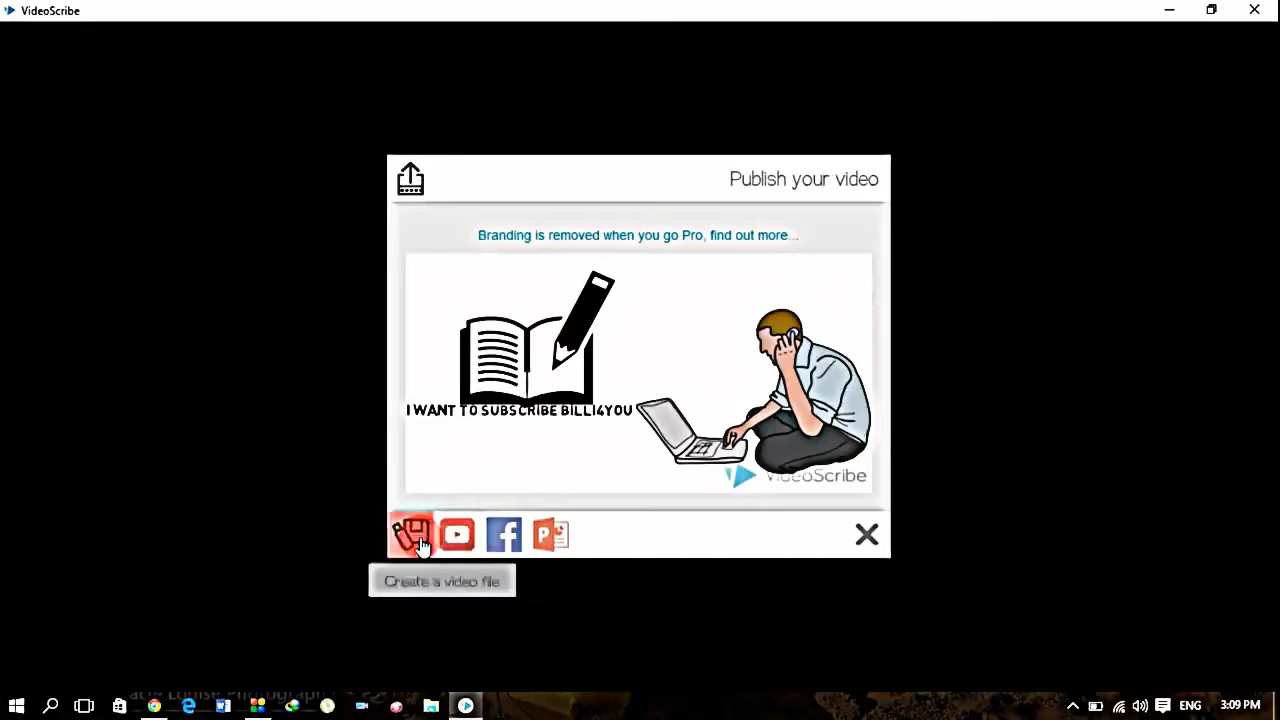 VideoScribe
Publish your video
Branding is removed when you go Pro, find out more...
I WANT TO SUBSCRIBE BILLI4YOU
VideoScribe
Create a video file
ENG
3:09 PM